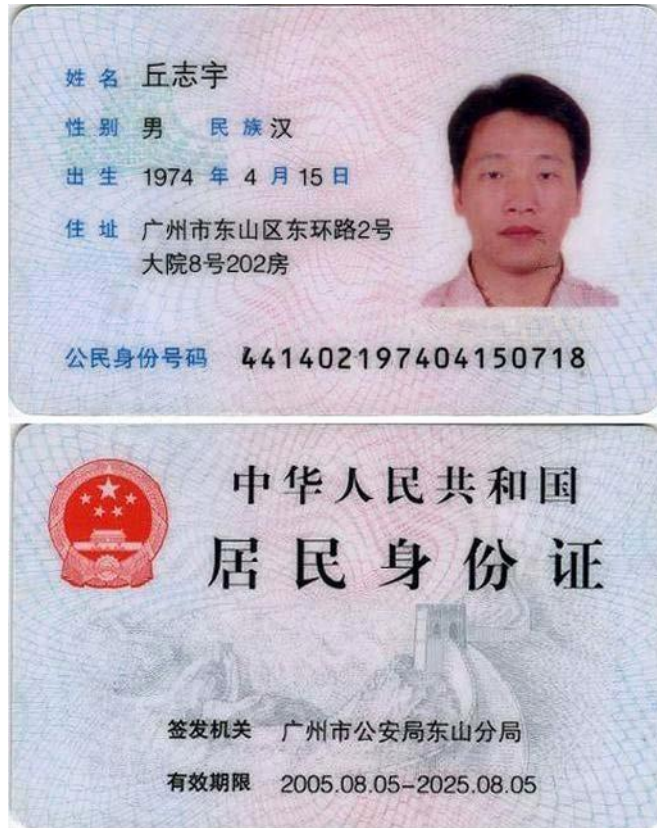 姓名 丘志宇
性别 男 民族 汉
出生 1974 年 4 月 15 日
住址 广州市东山区东环路2号
大院8号202房
公民身份号码 441402197404150718
中华人民共和国
居民身份证
签发机关 广州市公安局东山分局
有效期限 2005.08.05-2025.08.05